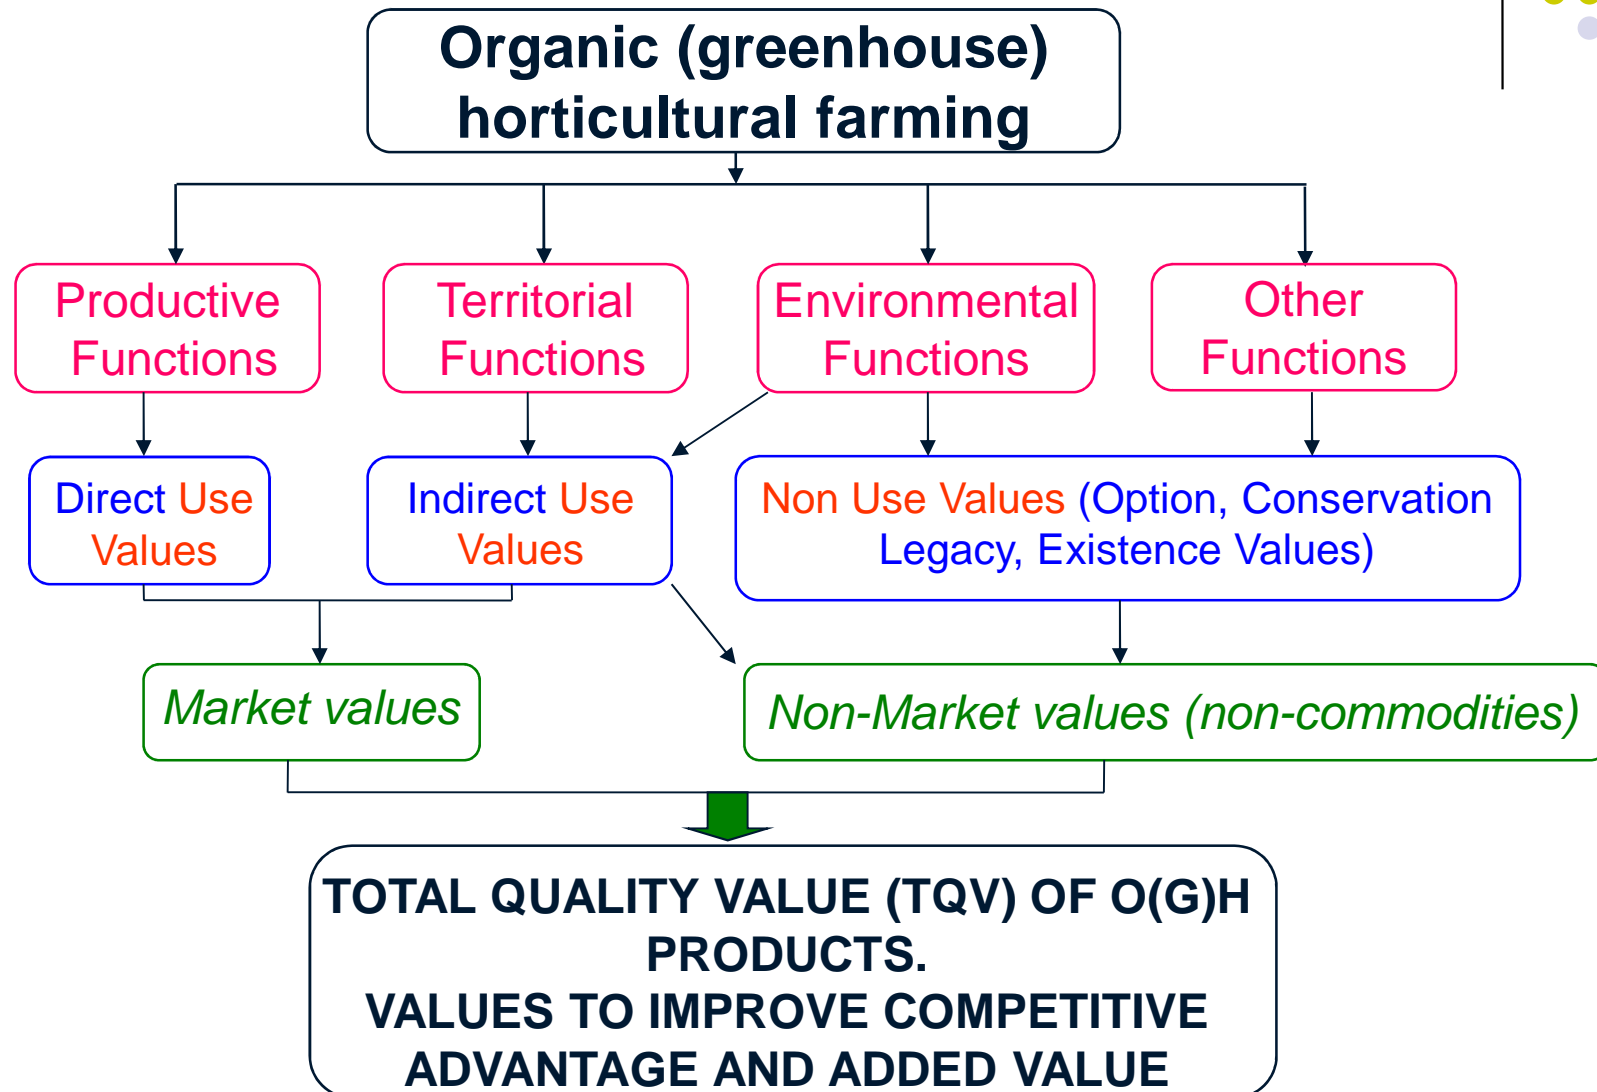 Organic (greenhouse)
horticultural farming
Productive
Functions
Territorial
Functions
Environmental
Functions
Other
Functions
Direct Use
Values
Indirect Use
Values
Non Use Values (Option, Conservation
Legacy, Existence Values)
Market values
Non-Market values (non-commodities)
TOTAL QUALITY VALUE (TQV) OF O(G)H
PRODUCTS.
VALUES TO IMPROVE COMPETITIVE
ADVANTAGE AND ADDED VALUE